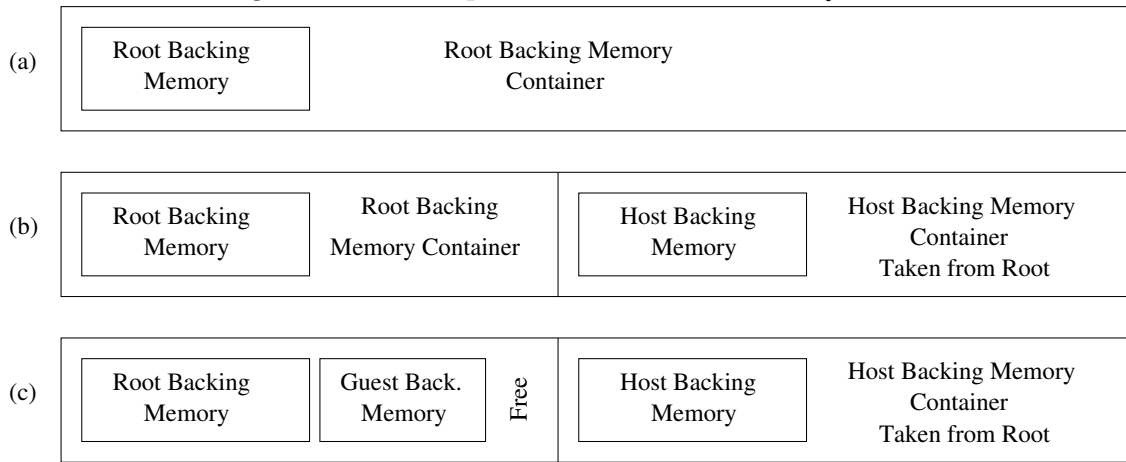 (a)
Root Backing
Memory
Root Backing Memory
Container
(b)
Root Backing
Memory
Root Backing
Memory Container
Host Backing
Memory
Host Backing Memory
Container
Taken from Root
(c)
Root Backing
Memory
Guest Back.
Memory
Free
Host Backing
Memory
Host Backing Memory
Container
Taken from Root